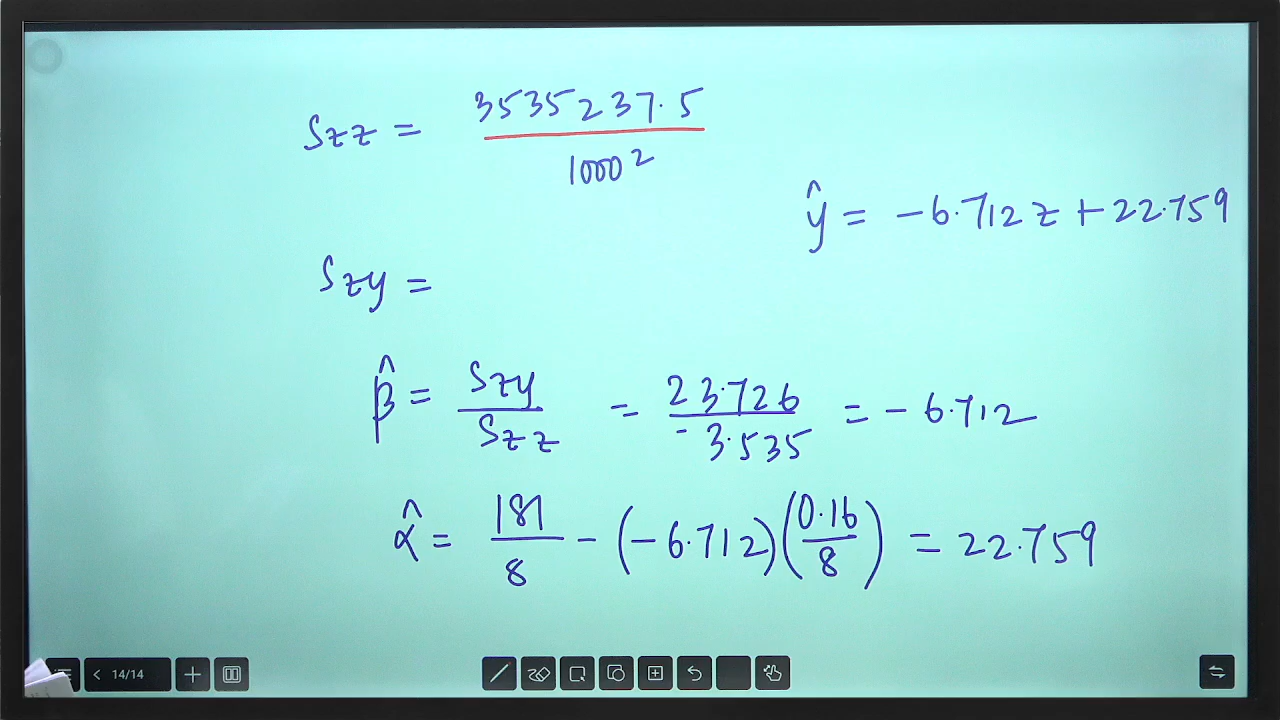 Szz = 3535237.5 / 1000²
ŷ = -6.712z + 22.759
Szy =
β̂ = Szy / Szz = 23.726 / -3.535 = -6.712
α̂ = 181 / 8 - (-6.712)(0.16 / 8) = 22.759
14/14